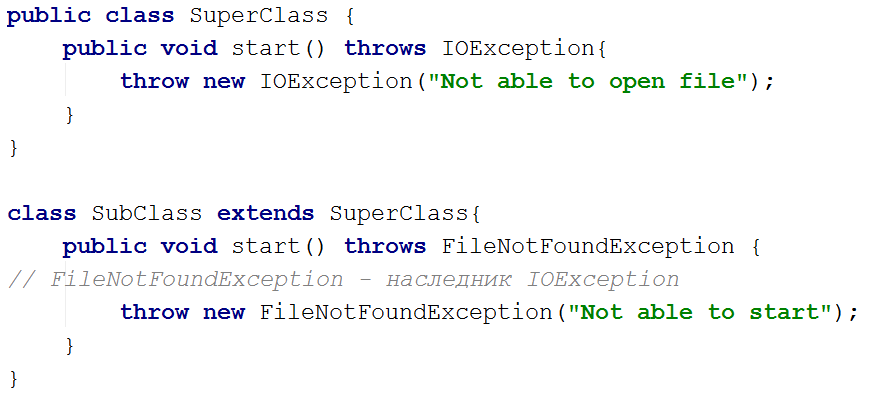 public class SuperClass {
    public void start() throws IOException{
        throw new IOException("Not able to open file");
    }
}

class SubClass extends SuperClass{
    public void start() throws FileNotFoundException {
// FileNotFoundException - наследник IOException
        throw new FileNotFoundException("Not able to start");
    }
}